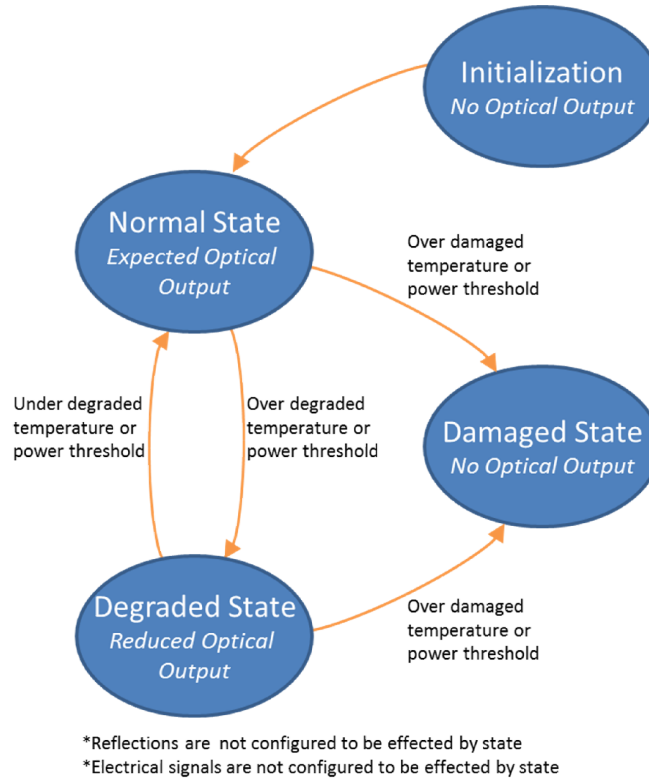 Initialization
No Optical Output
Normal State
Expected Optical
Output
Over damaged
temperature or
power threshold
Under degraded
temperature or
power threshold
Over degraded
temperature or
power threshold
Damaged State
No Optical Output
Degraded State
Reduced Optical
Output
Over damaged
temperature or
power threshold
*Reflections are not configured to be effected by state
*Electrical signals are not configured to be effected by state